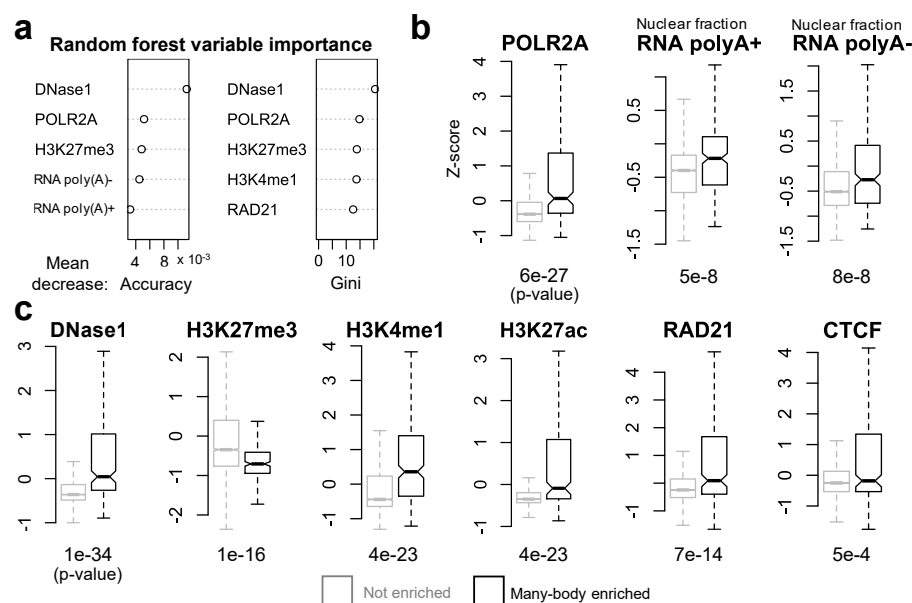 a
Random forest variable importance
DNase1
POLR2A
H3K27me3
RNA poly(A)-
RNA poly(A)+
4 8 x 10-3
Mean decrease: Accuracy
DNase1
POLR2A
H3K27me3
H3K4me1
RAD21
0 10
Gini
b
POLR2A
Z-score
4
3
2
1
0
-1
6e-27
(p-value)
Nuclear fraction
RNA polyA+
0.5
-0.5
-1.5
5e-8
Nuclear fraction
RNA polyA-
1.5
0.5
-0.5
-1.5
8e-8
c
DNase1
3
2
1
0
-1
1e-34
(p-value)
H3K27me3
2
1
0
-1
-2
1e-16
H3K4me1
4
3
2
1
0
-1
4e-23
H3K27ac
3
2
1
0
-1
4e-23
RAD21
4
3
2
1
0
-1
7e-14
CTCF
4
3
2
1
0
-1
5e-4
Not enriched
Many-body enriched